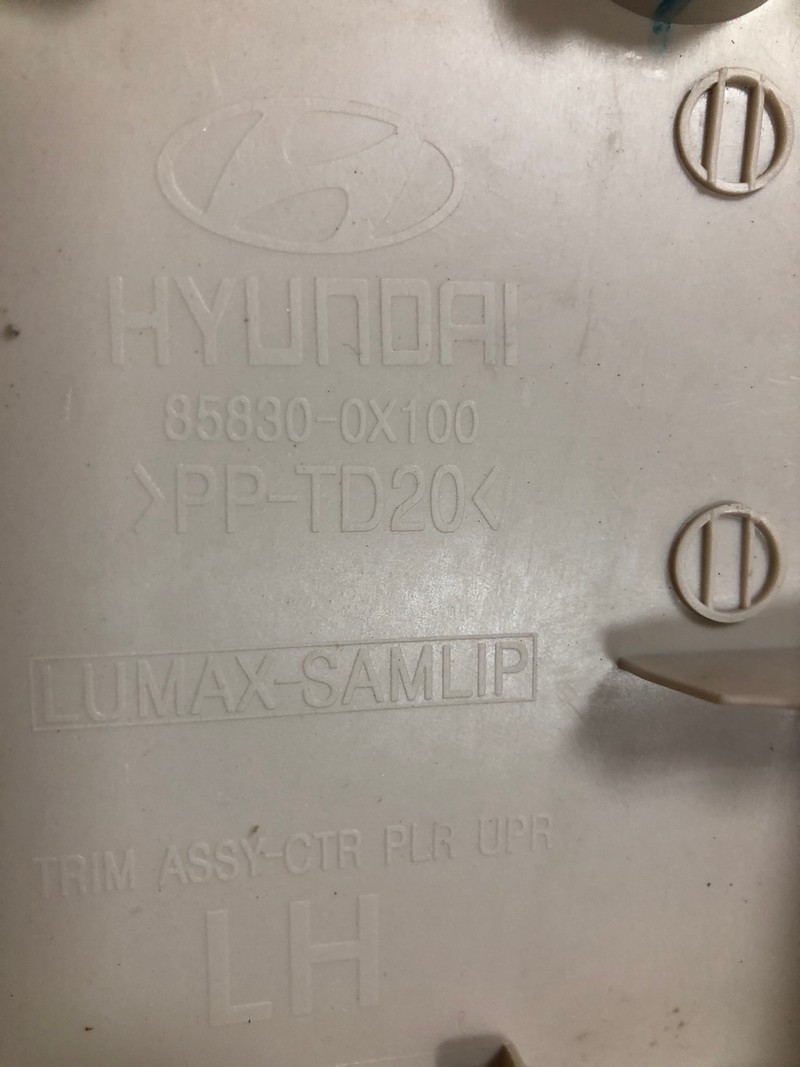 HYUNDAI
85830-0X100
>PP-TD20<
LUMAX-SAMLIP
TRIM ASSY-CTR PLR UPR
LH